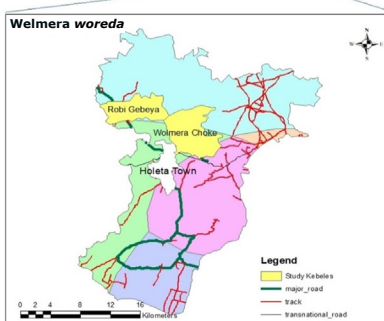 Welmera woreda
Robi Gebeya
Wolmera Choke
Holeta Town
Legend
Study Kebeles
major_road
track
transnational_road
0 2 4 8 12 16
Kilometers